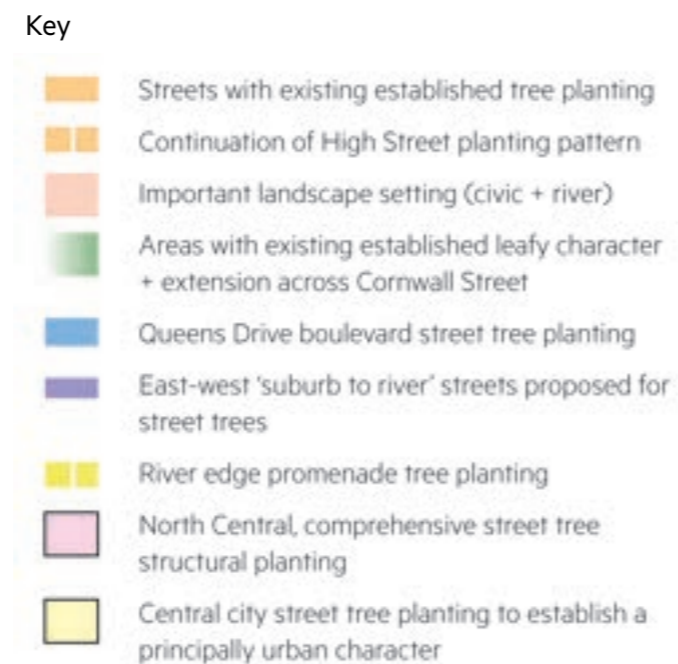 Key
Streets with existing established tree planting
Continuation of High Street planting pattern
Important landscape setting (civic + river)
Areas with existing established leafy character
+ extension across Cornwall Street
Queens Drive boulevard street tree planting
East-west 'suburb to river' streets proposed for
street trees
River edge promenade tree planting
North Central, comprehensive street tree
structural planting
Central city street tree planting to establish a
principally urban character